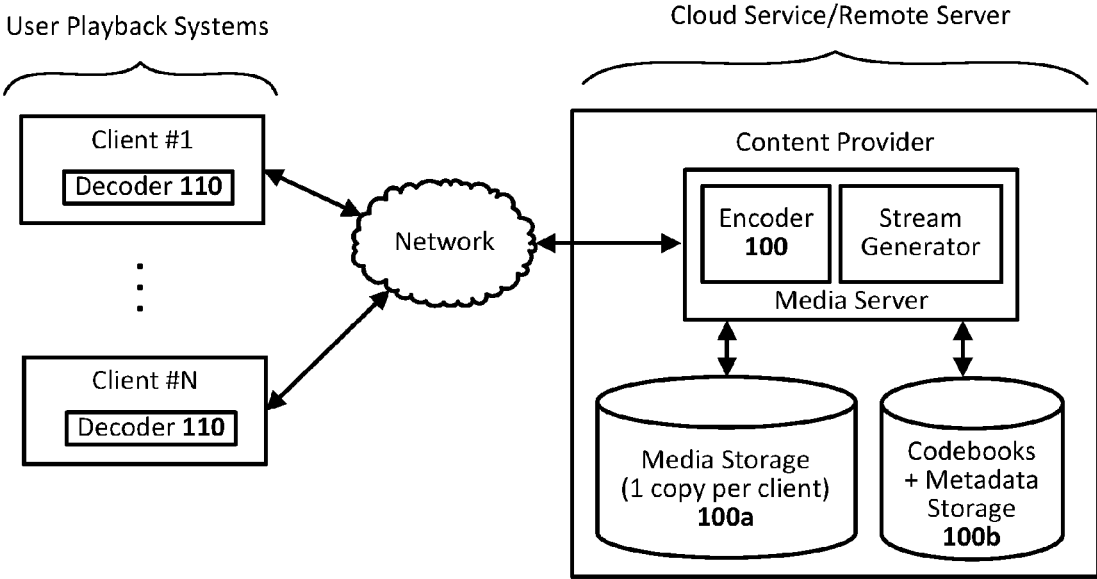 User Playback Systems
Cloud Service/Remote Server
Client #1
Decoder 110
Client #N
Decoder 110
Network
Content Provider
Encoder
100
Stream
Generator
Media Server
Media Storage
(1 copy per client)
100a
Codebooks
+ Metadata
Storage
100b